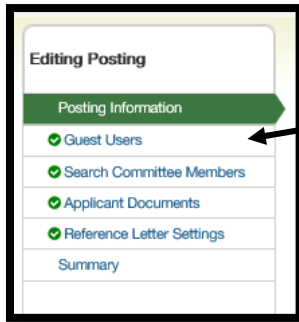 Editing Posting
Posting Information
Guest Users
Search Committee Members
Applicant Documents
Reference Letter Settings
Summary